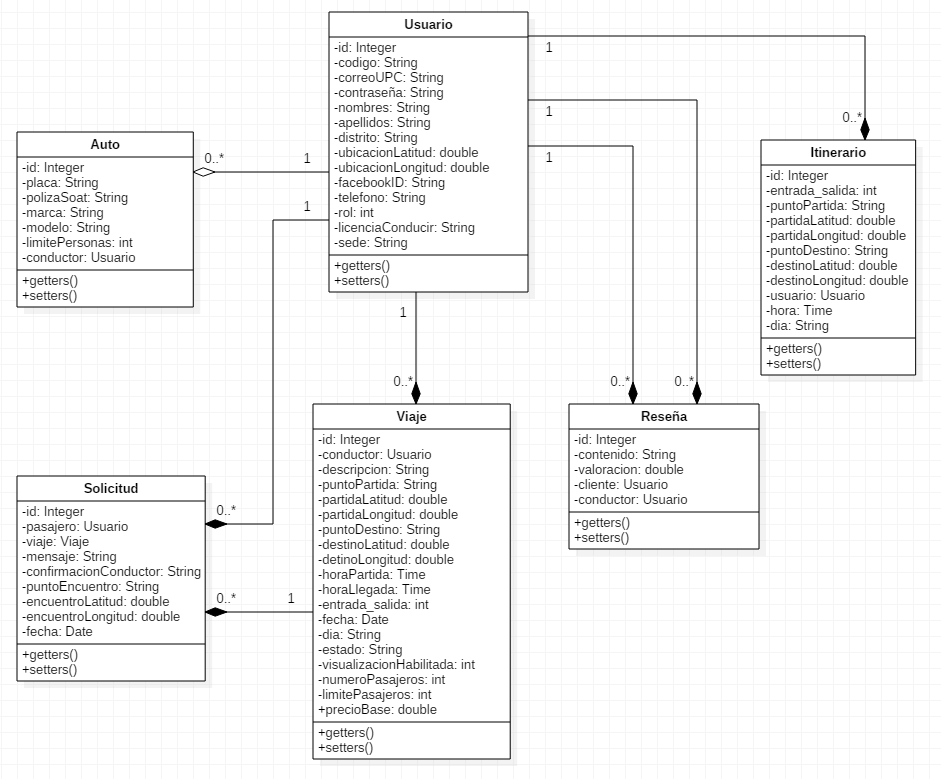 Usuario
-id: Integer
-codigo: String
-correoUPC: String
-contraseña: String
-nombres: String
-apellidos: String
-distrito: String
-ubicacionLatitud: double
-ubicacionLongitud: double
-facebookID: String
-telefono: String
-rol: int
-licenciaConducir: String
-sede: String
+getters()
+setters()
1
1
1
0..*
Auto
-id: Integer
-placa: String
-polizaSoat: String
-marca: String
-modelo: String
-limitePersonas: int
-conductor: Usuario
+getters()
+setters()
0..*
1
1
Itinerario
-id: Integer
-entrada_salida: int
-puntoPartida: String
-partidaLatitud: double
-partidaLongitud: double
-puntoDestino: String
-destinoLatitud: double
-destinoLongitud: double
-usuario: Usuario
-hora: Time
-dia: String
+getters()
+setters()
1
0..*
0..*
0..*
Viaje
-id: Integer
-conductor: Usuario
-descripcion: String
-puntoPartida: String
-partidaLatitud: double
-partidaLongitud: double
-puntoDestino: String
-destinoLatitud: double
-detinoLongitud: double
-horaPartida: Time
-horaLlegada: Time
-entrada_salida: int
-fecha: Date
-dia: String
-estado: String
-visualizacionHabilitada: int
-numeroPasajeros: int
-limitePasajeros: int
+precioBase: double
+getters()
+setters()
Reseña
-id: Integer
-contenido: String
-valoracion: double
-cliente: Usuario
-conductor: Usuario
+getters()
+setters()
Solicitud
-id: Integer
-pasajero: Usuario
-viaje: Viaje
-mensaje: String
-confirmacionConductor: String
-puntoEncuentro: String
-encuentroLatitud: double
-encuentroLongitud: double
-fecha: Date
+getters()
+setters()
0..*
0..*
1